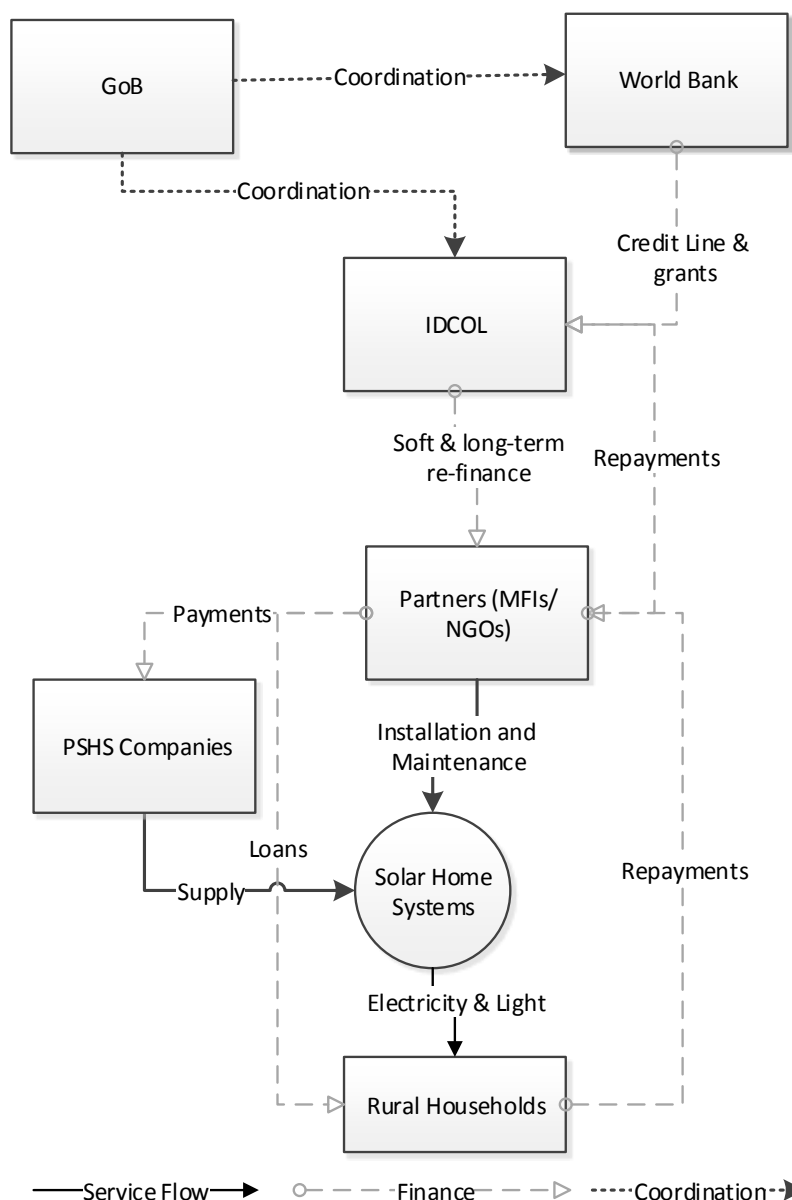 GoB
Coordination
World Bank
Coordination
Credit Line &
grants
IDCOL
Soft & long-term
re-finance
Repayments
Partners (MFIs/
NGOs)
Payments
PSHS Companies
Installation and
Maintenance
Loans
Supply
Solar Home
Systems
Repayments
Electricity & Light
Rural Households
Service Flow
Finance
Coordination